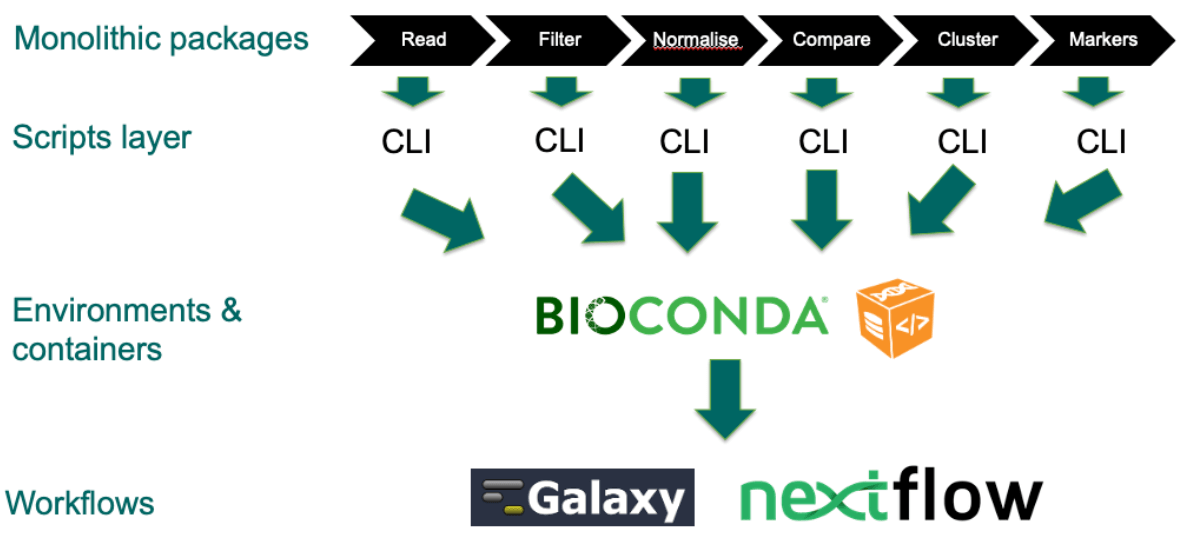 Monolithic packages
Read Filter Normalise Compare Cluster Markers
Scripts layer
CLI CLI CLI CLI CLI CLI
Environments &
containers
BIOCONDA®
</>
Workflows
Galaxy
nextflow